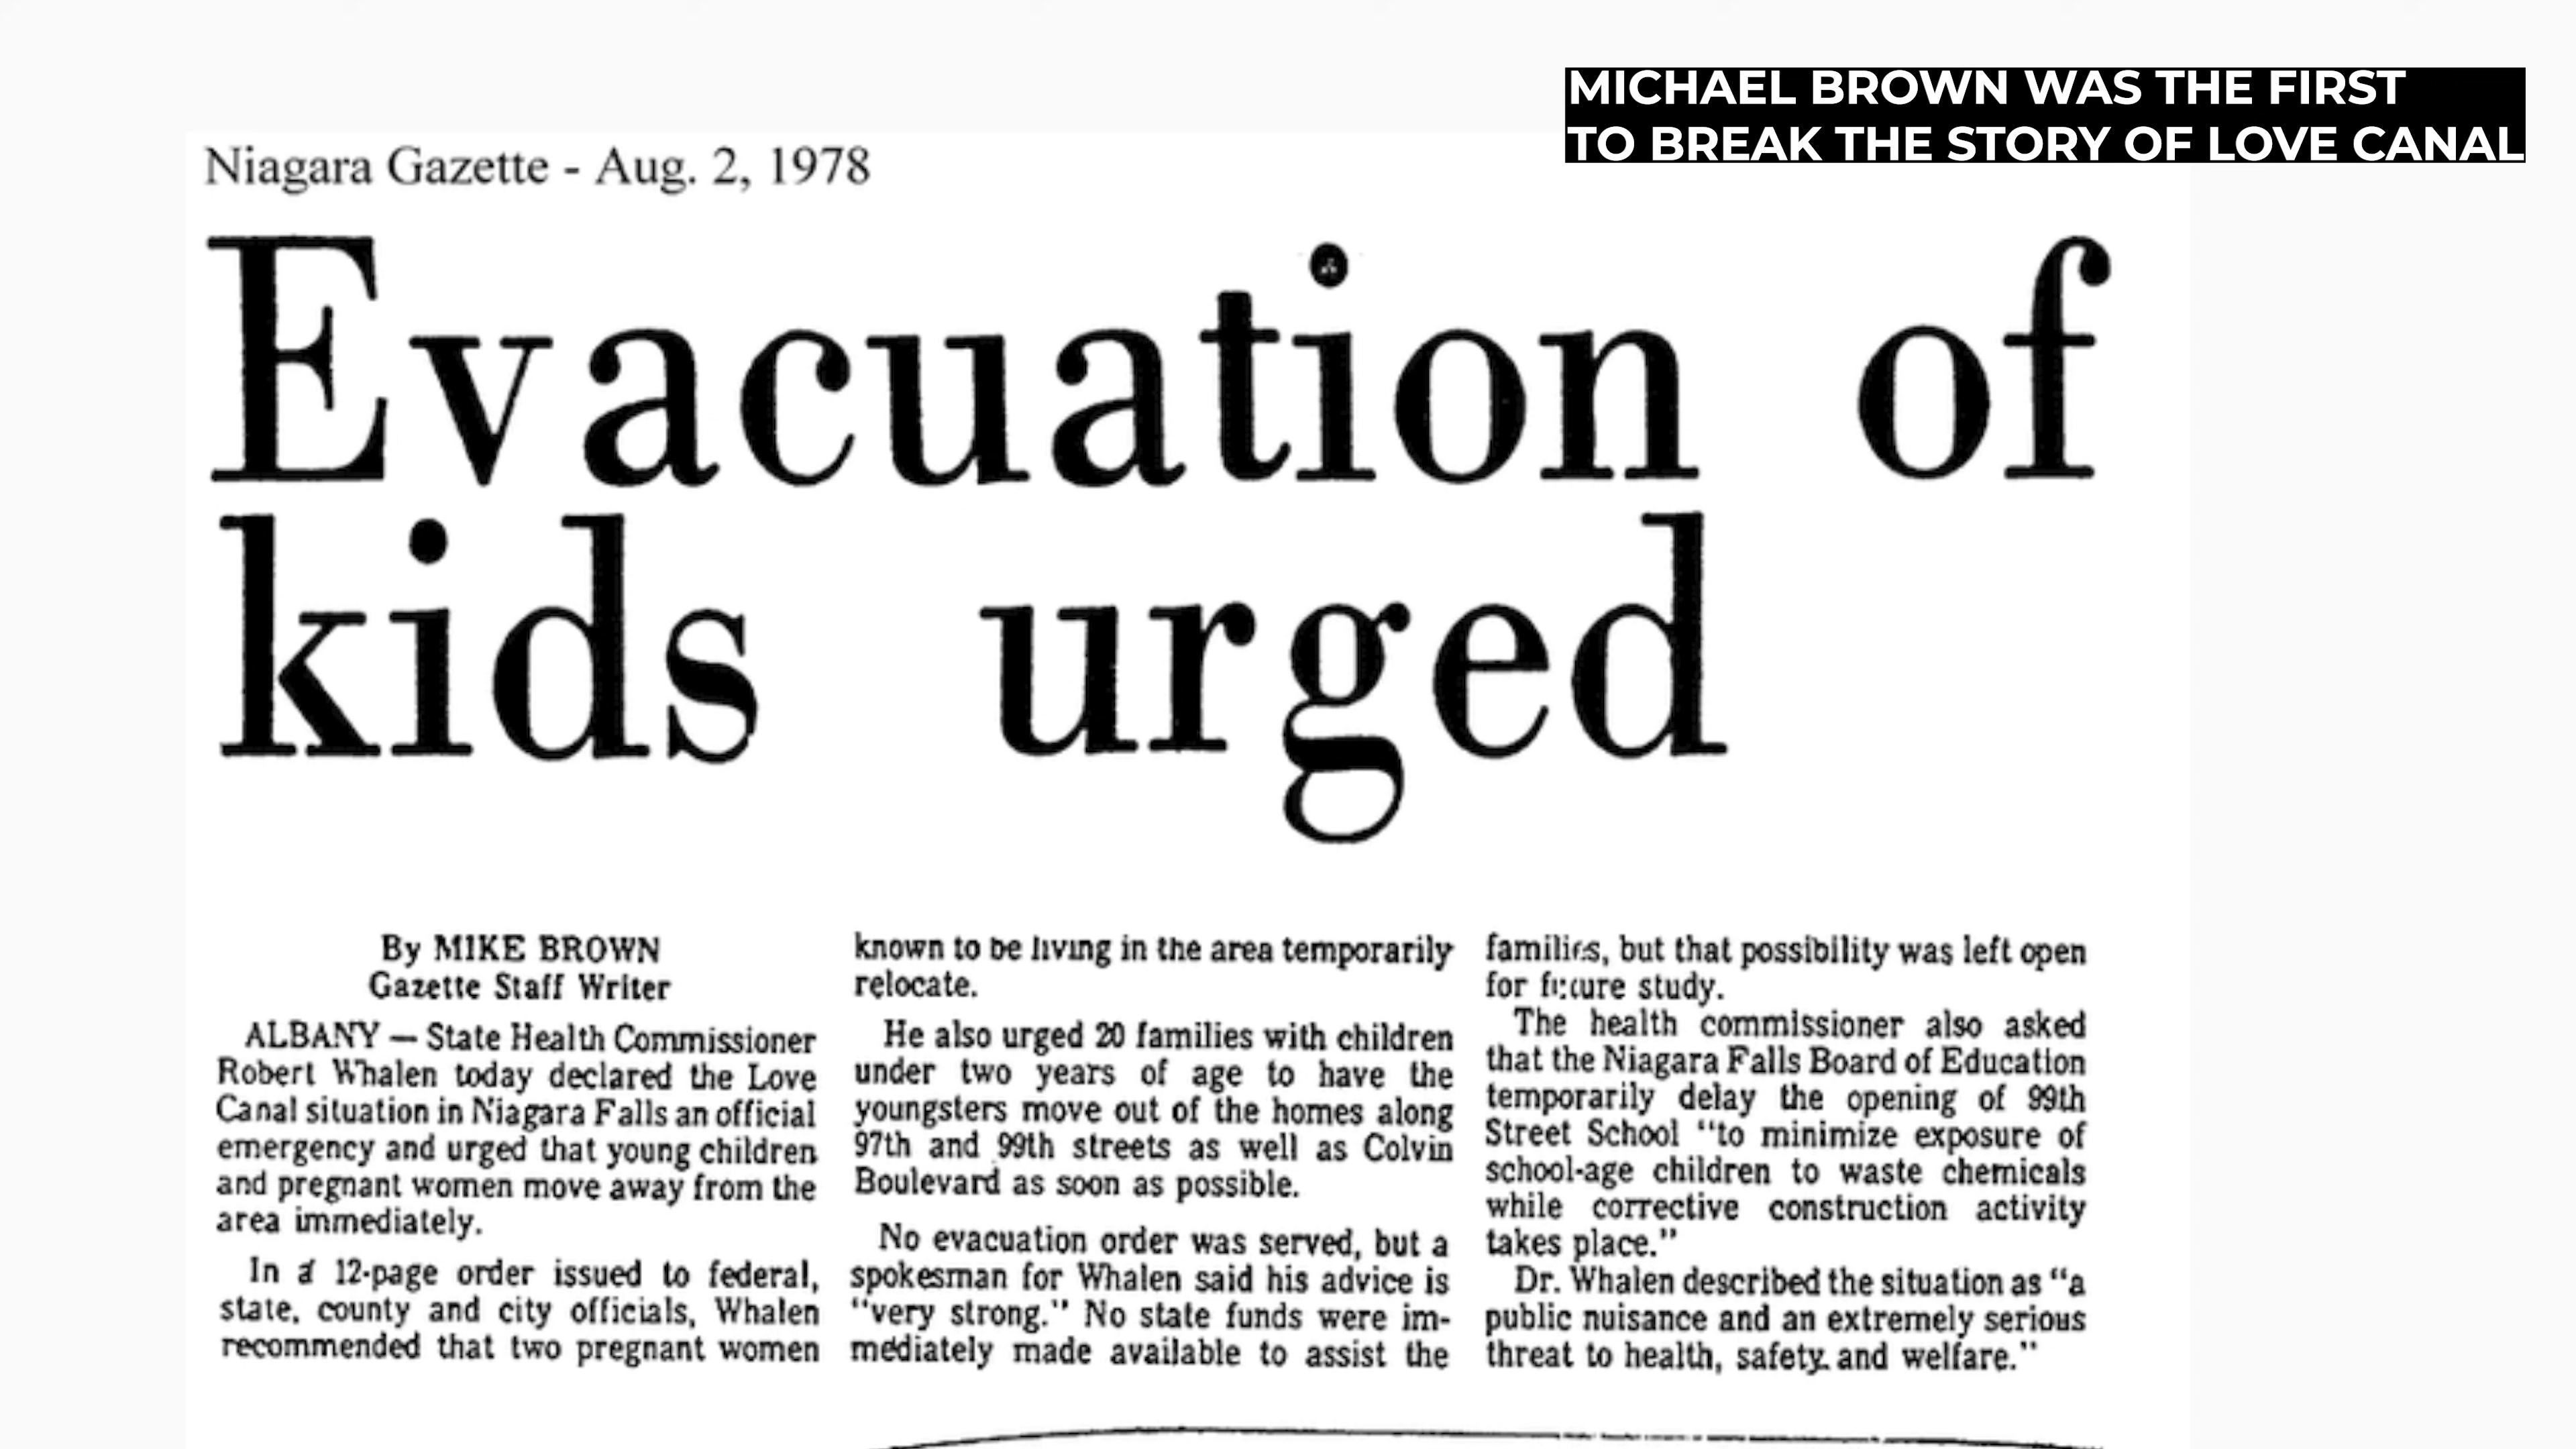 MICHAEL BROWN WAS THE FIRST
TO BREAK THE STORY OF LOVE CANAL
Niagara Gazette - Aug. 2, 1978
Evacuation of
kids urged
By MIKE BROWN
Gazette Staff Writer
ALBANY — State Health Commissioner
Robert Whalen today declared the Love
Canal situation in Niagara Falls an official
emergency and urged that young children
and pregnant women move away from the
area immediately.
In a 12-page order issued to federal,
state, county and city officials, Whalen
recommended that two pregnant women
known to be living in the area temporarily
relocate.
He also urged 20 families with children
under two years of age to have the
youngsters move out of the homes along
97th and 99th streets as well as Colvin
Boulevard as soon as possible.
No evacuation order was served, but a
spokesman for Whalen said his advice is
"very strong." No state funds were im-
mediately made available to assist the
families, but that possibility was left open
for future study.
The health commissioner also asked
that the Niagara Falls Board of Education
temporarily delay the opening of 99th
Street School "to minimize exposure of
school-age children to waste chemicals
while corrective construction activity
takes place."
Dr. Whalen described the situation as "a
public nuisance and an extremely serious
threat to health, safety and welfare."